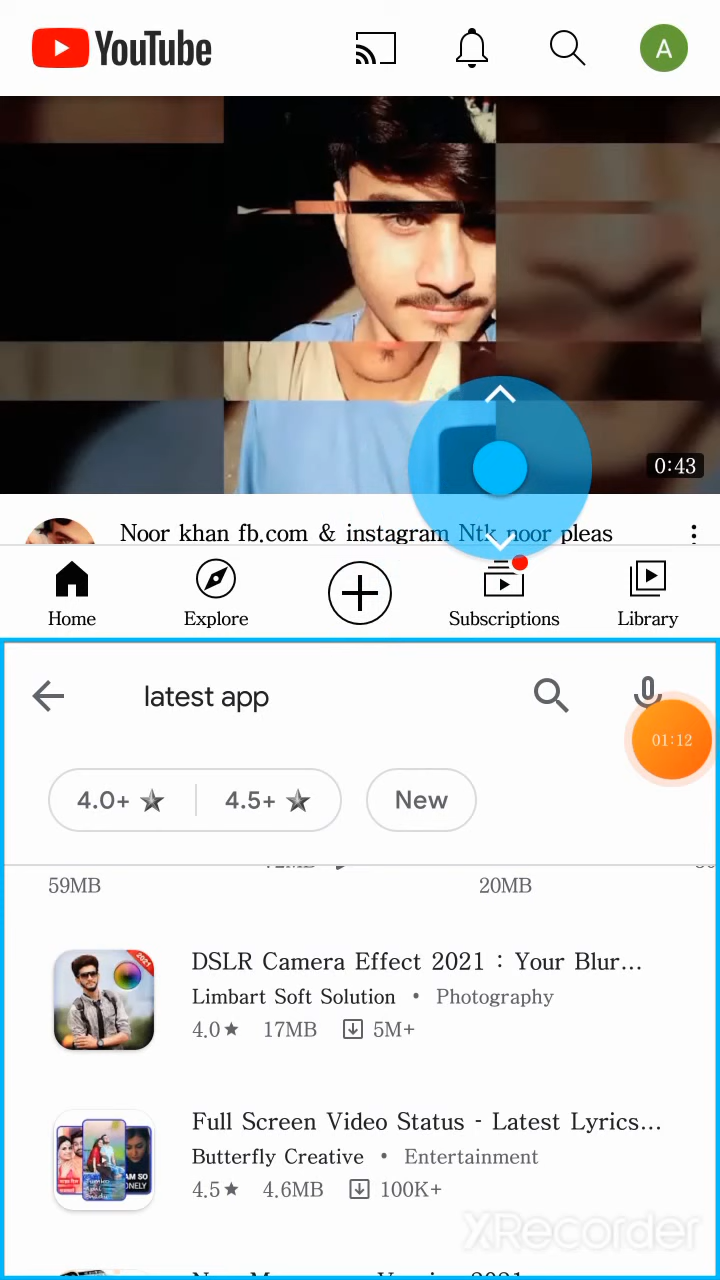 YouTube
A
0:43
Noor khan fb.com & instagram Ntk noor pleas
Home
Explore
Subscriptions
Library
latest app
01:12
4.0+ ★ 4.5+ ★ New
59MB
20MB
DSLR Camera Effect 2021 : Your Blur...
Limbart Soft Solution • Photography
4.0★ 17MB 5M+
Full Screen Video Status - Latest Lyrics...
Butterfly Creative • Entertainment
4.5★ 4.6MB 100K+
XRecorder